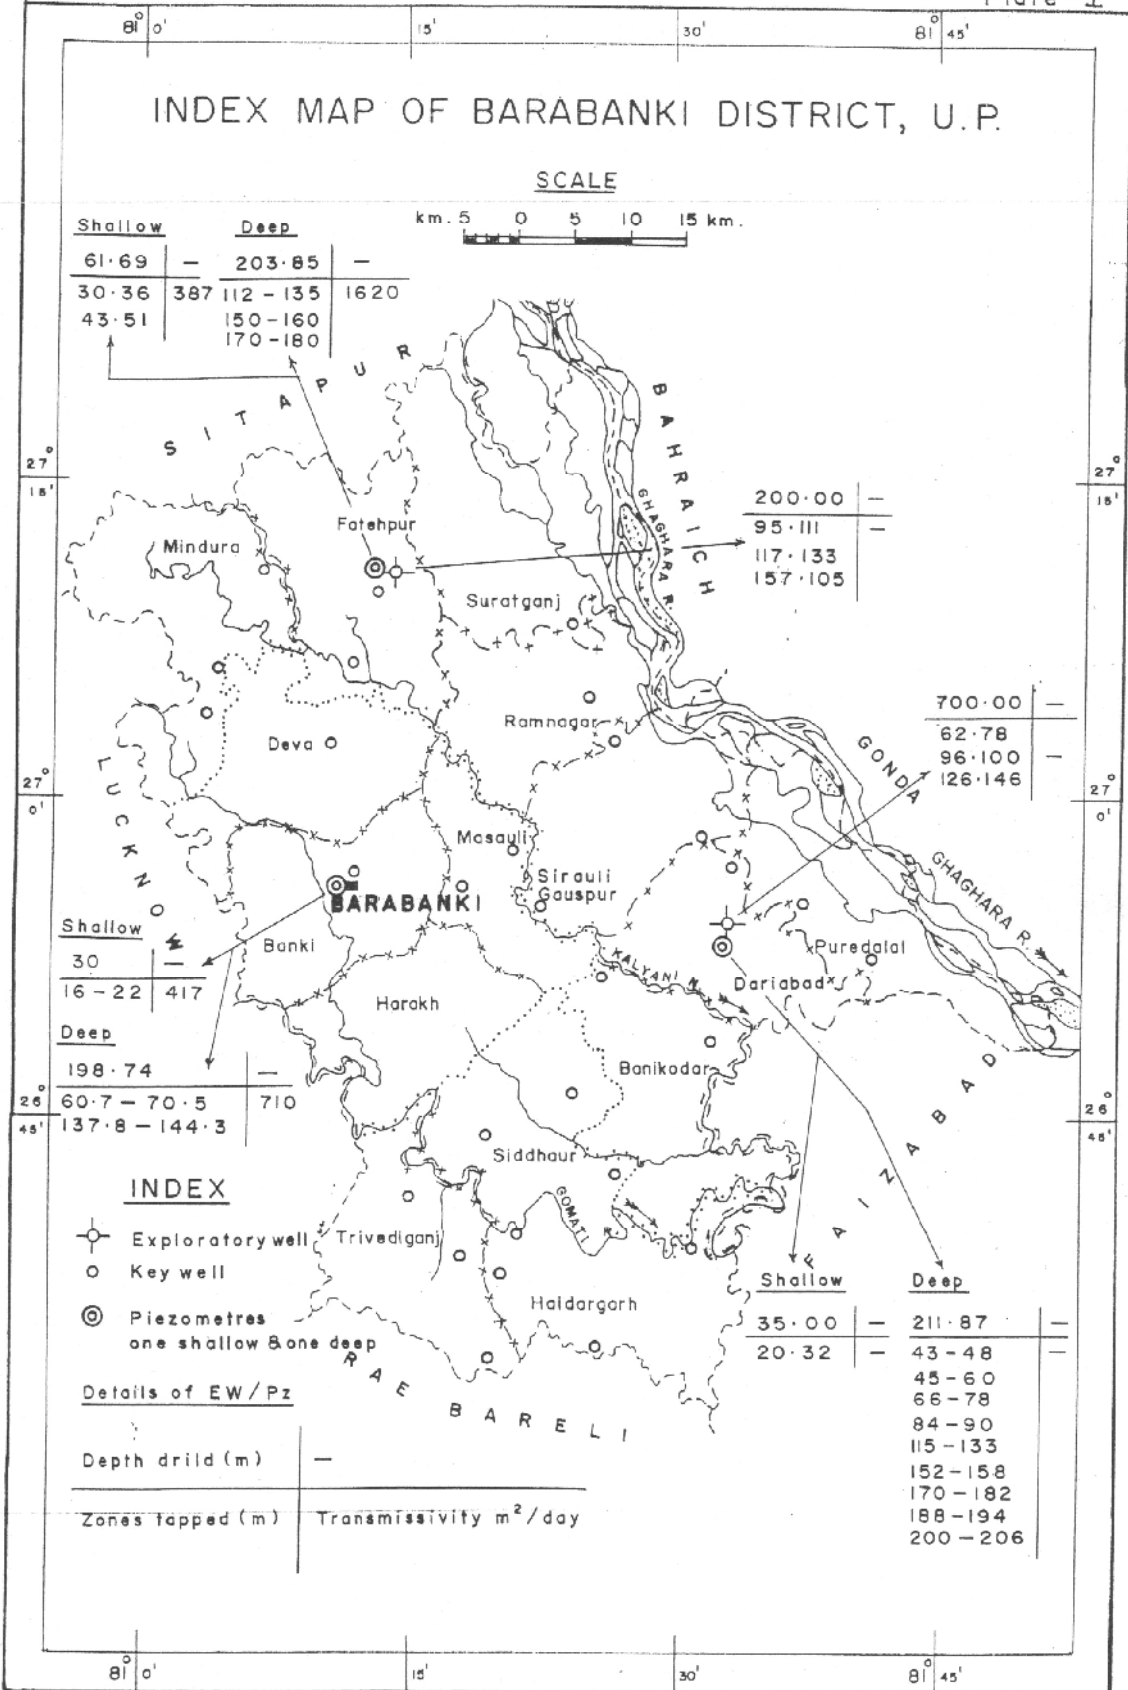 Plate I
81° 0' 15' 30' 81° 45'
INDEX MAP OF BARABANKI DISTRICT, U.P.
SCALE
km. 5 0 5 10 15 km.
Shallow
61·69 —
30·36 387
43·51
Deep
203·85 —
112-135 1620
150-160
170-180
SITAPUR
BAHRAICH
27° 15'
27° 15'
200·00 —
95·111 —
117·133
157·105
Fatehpur
Mindura
GHAGHARA R.
Suratganj
Ramnagar
Deva
700·00 —
62·78
96·100 —
126·146
GONDA
LUCKNOW
27° 0'
27° 0'
Masauli
Sirauli
Gauspur
GHAGHARA R.
BARABANKI
Banki
Shallow
30 —
16-22 417
KALYANI N.
Puredalal
Dariabad
Harakh
Deep
198·74 —
60·7-70·5 710
137·8-144·3
Banikodar
26° 45'
26° 45'
FAIZABAD
Siddhaur
GOMATI
Trivediganj
Haidargarh
INDEX
Exploratory well
Key well
Piezometres
one shallow & one deep
RAE BARELI
Shallow
35·00 —
20·32 —
Deep
211·87 —
43-48 —
45-60
66-78
84-90
115-133
152-158
170-182
188-194
200-206
Details of EW/Pz
Depth drild (m) —
Zones tapped (m) Transmissivity m²/day
81° 0' 15' 30' 81° 45'